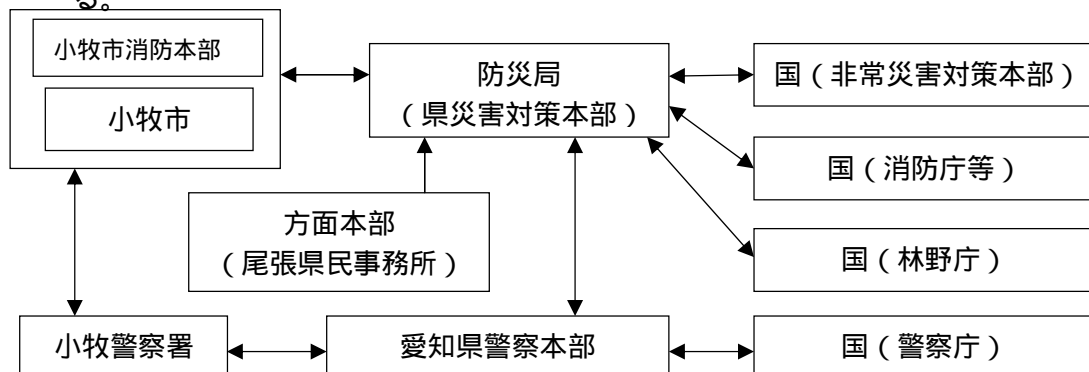 る。
小牧市消防本部
小牧市
防災局
（県災害対策本部）
国（非常災害対策本部）
国（消防庁等）
方面本部
（尾張県民事務所）
国（林野庁）
小牧警察署
愛知県警察本部
国（警察庁）